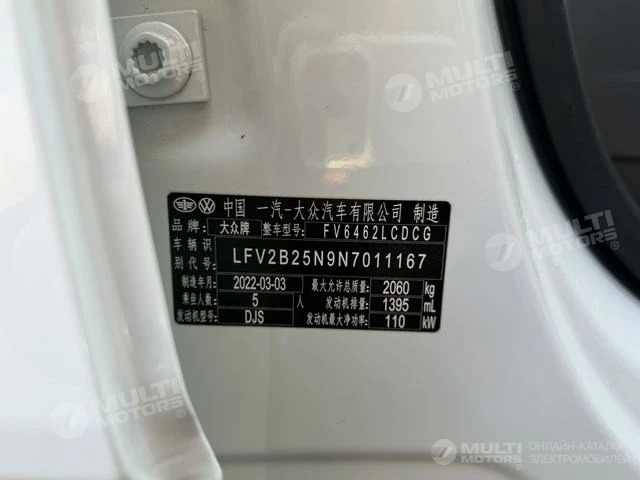 中国 一汽-大众汽车有限公司 制造
品牌: 大众牌 整车型号: FV6462LCDCG
车辆识别代号: LFV2B25N9N7011167
制造年月: 2022-03-03 最大允许总质量: 2060 kg
乘坐人数: 5 人 发动机排量: 1395 mL
发动机型号: DJS 发动机最大净功率: 110 kW
MULTI MOTORS
MULTI MOTORS
MULTI MOTORS
MULTI MOTORS
MULTI MOTORS ОНЛАЙН-КАТАЛОГ ЭЛЕКТРОМОБИЛЕЙ